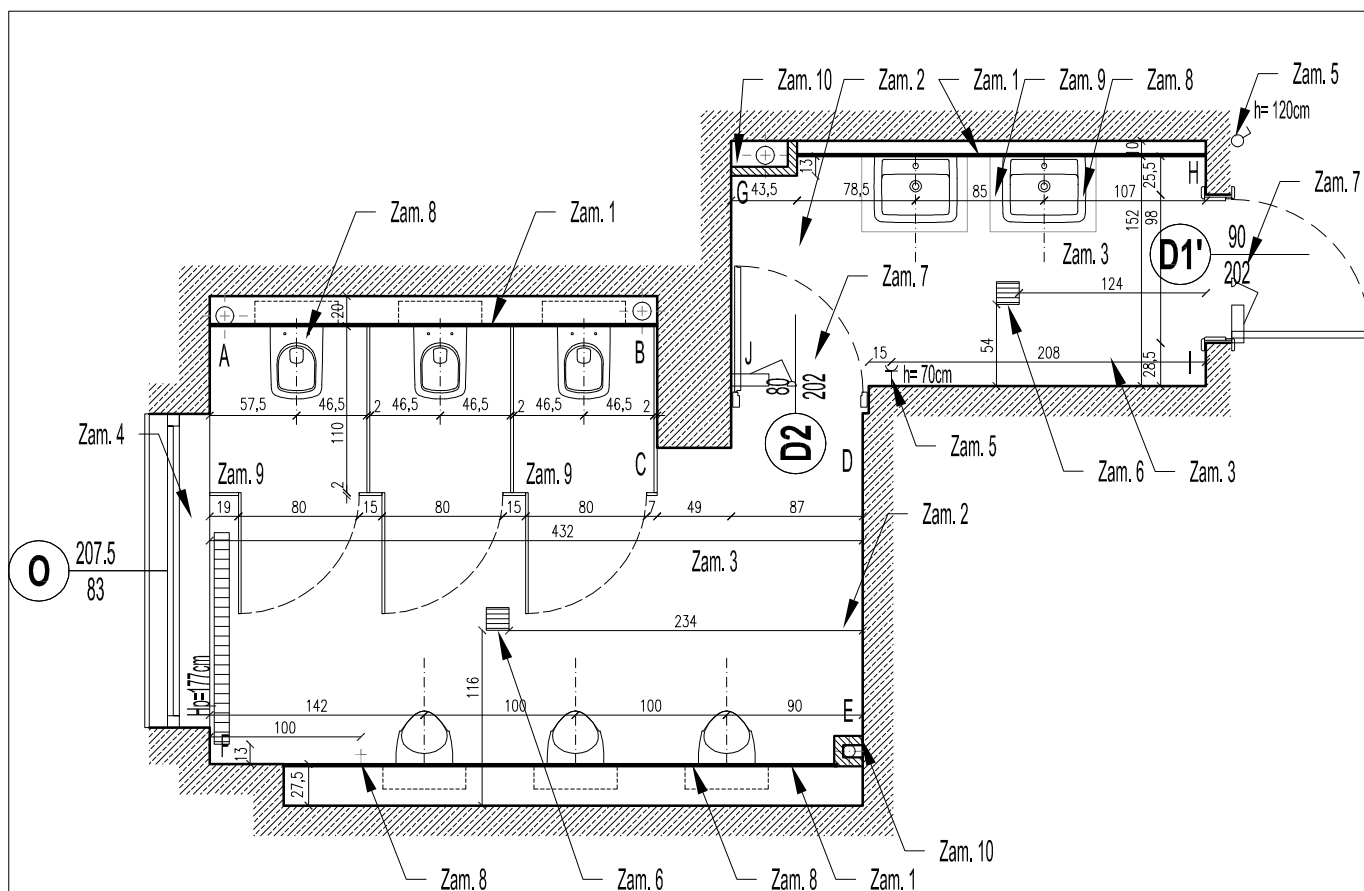 Zam. 10
Zam. 2
Zam. 1
Zam. 9
Zam. 8
Zam. 5
h= 120cm
10
13
25,5
H
G
43,5
78,5
85
107
152
98
Zam. 7
Zam. 8
Zam. 1
Zam. 3
D1'
90
202
Zam. 7
124
20
54
A
B
J
15
208
28,5
I
h= 70cm
80
202
57,5
46,5
2
46,5
46,5
2
46,5
46,5
2
110
Zam. 4
Zam. 9
2
Zam. 9
C
D2
D
Zam. 5
Zam. 6
Zam. 3
19
80
15
80
15
80
7
49
87
Zam. 2
432
O
207.5
83
Zam. 3
234
Hp=177cm
116
142
100
100
90
E
100
F
13
27,5
Zam. 8
Zam. 6
Zam. 8
Zam. 1
Zam. 10